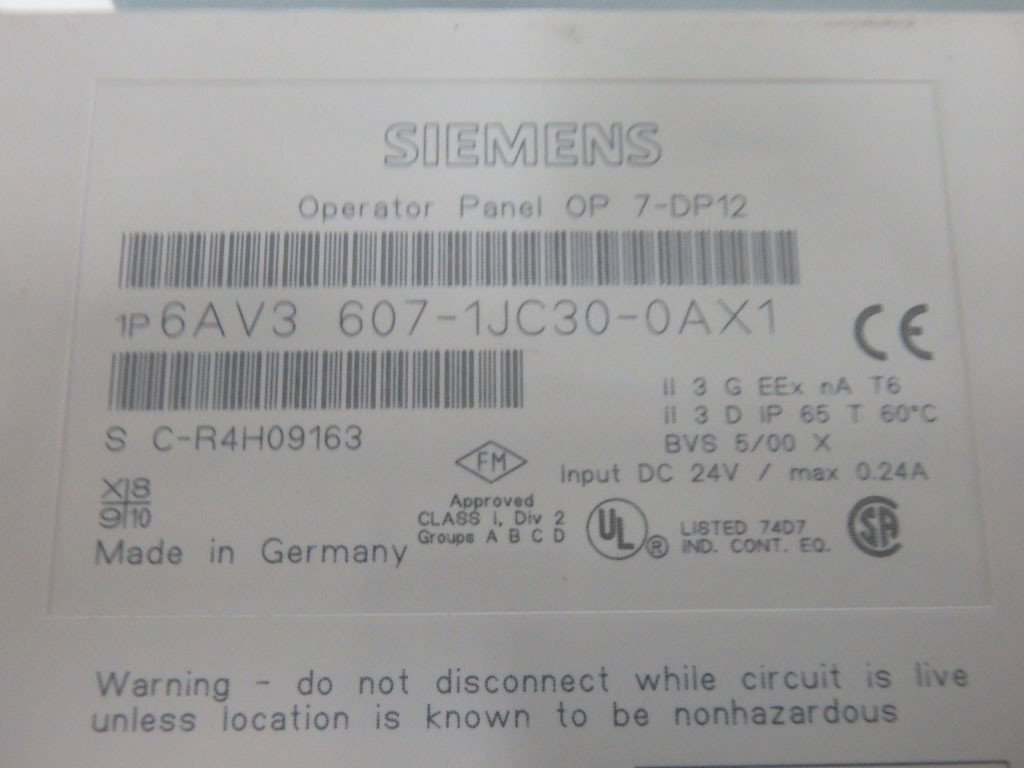 SIEMENS
Operator Panel OP 7-DP12
1P 6AV3 607-1JC30-0AX1
CE
II 3 G EEx nA T6
II 3 D IP 65 T 60°C
S C-R4H09163
BVS 5/00 X
FM
Input DC 24V / max 0.24A
X|S
9|10
Approved
CLASS I, Div 2
Groups A B C D
UL ®
LISTED 74D7
IND. CONT. EQ.
SA
Made in Germany
Warning - do not disconnect while circuit is live
unless location is known to be nonhazardous